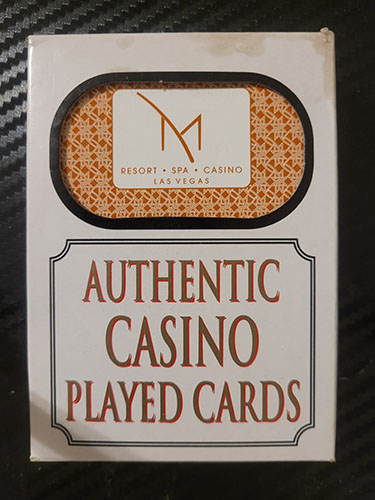 M
RESORT • SPA • CASINO
LAS VEGAS
AUTHENTIC
CASINO
PLAYED CARDS